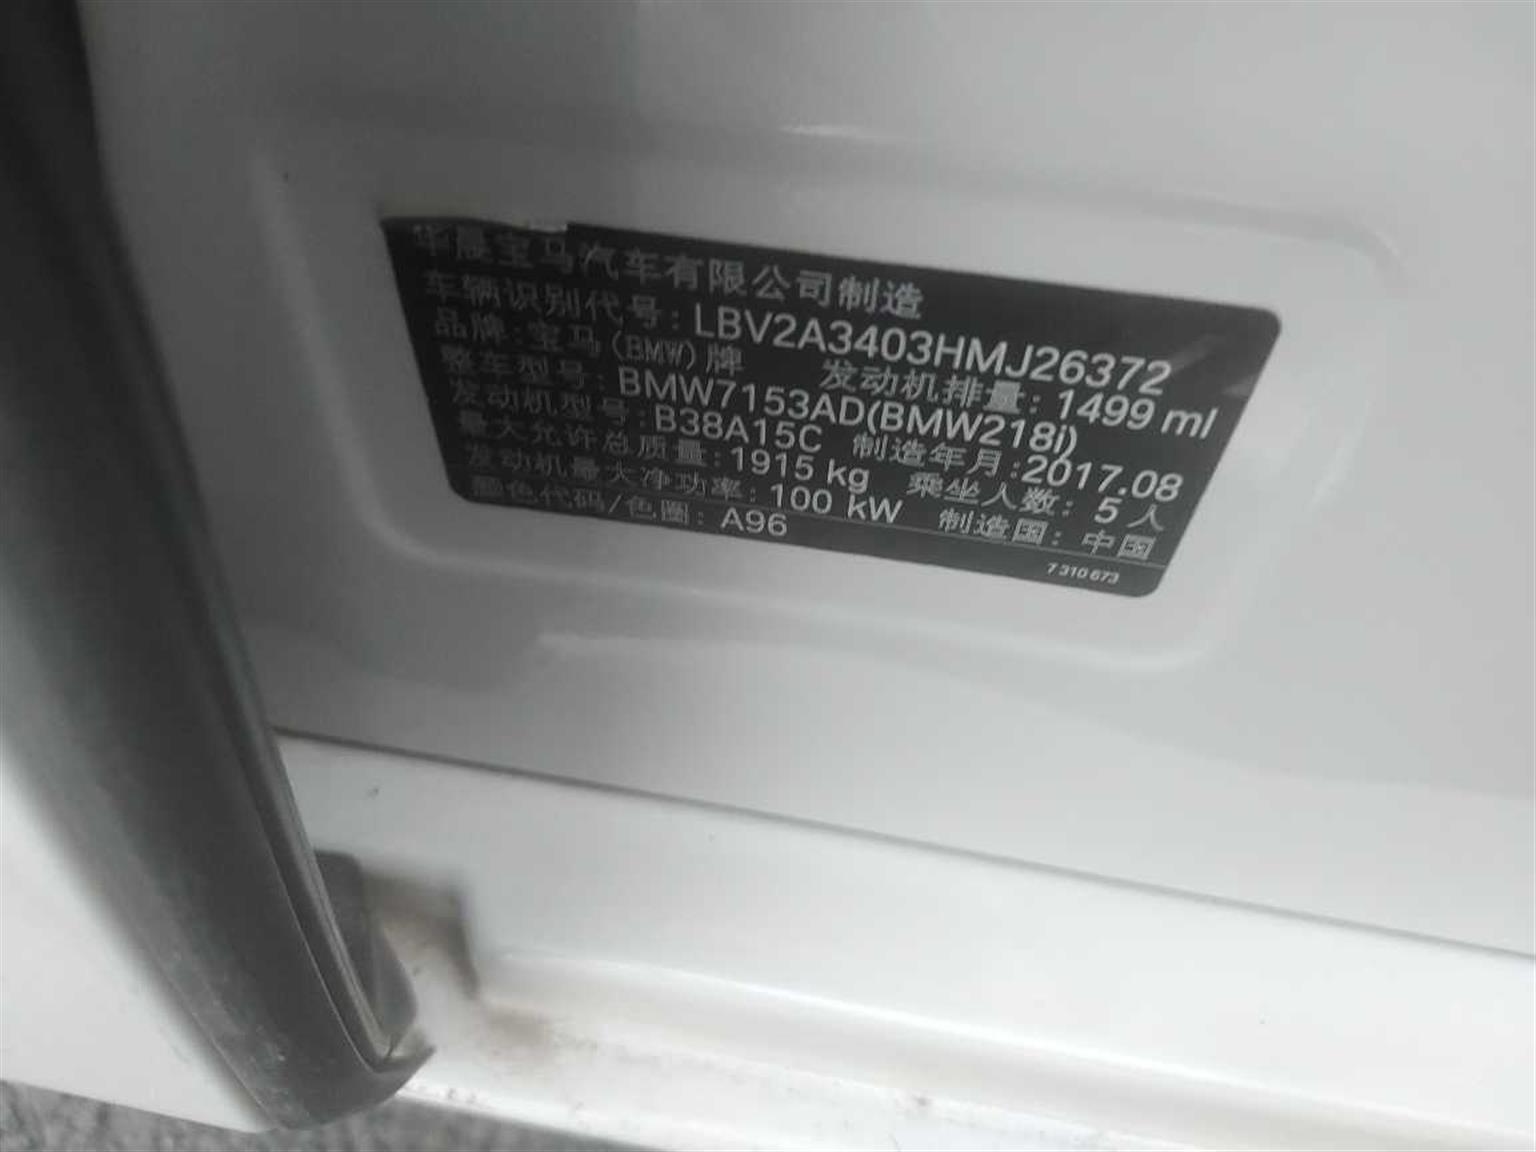 华晨宝马汽车有限公司制造
车辆识别代号: LBV2A3403HMJ26372
品牌: 宝马(BMW)牌 发动机排量: 1499 ml
整车型号: BMW7153AD(BMW218i)
发动机型号: B38A15C 制造年月: 2017.08
最大允许总质量: 1915 kg 乘坐人数: 5 人
发动机最大净功率: 100 kW 制造国: 中国
颜色代码/色圈: A96
7 310 673